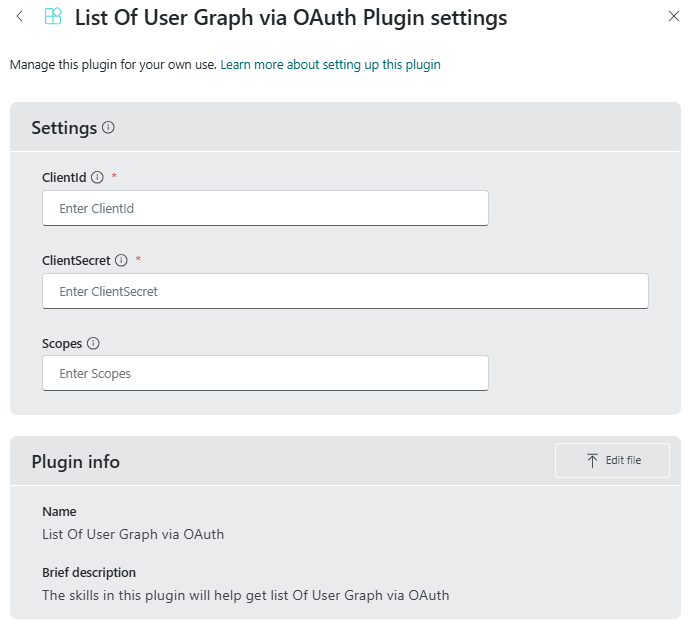 List Of User Graph via OAuth Plugin settings
Manage this plugin for your own use. Learn more about setting up this plugin
Settings
ClientId *
Enter ClientId
ClientSecret *
Enter ClientSecret
Scopes
Enter Scopes
Plugin info
Edit file
Name
List Of User Graph via OAuth
Brief description
The skills in this plugin will help get list Of User Graph via OAuth